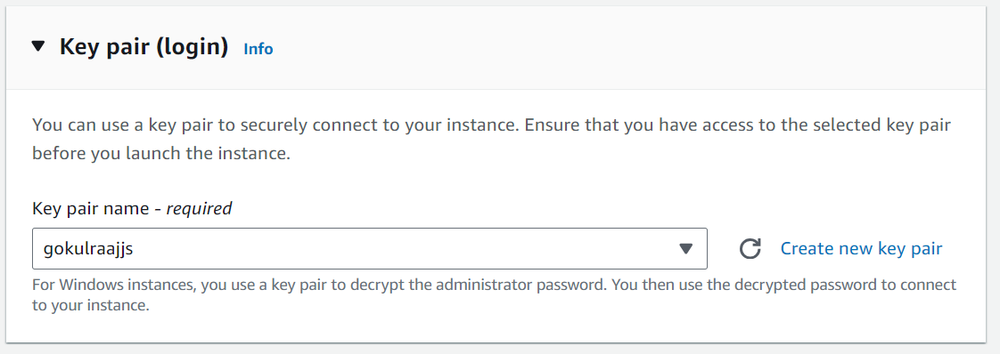 Key pair (login) Info
You can use a key pair to securely connect to your instance. Ensure that you have access to the selected key pair
before you launch the instance.
Key pair name - required
gokulraajjs
Create new key pair
For Windows instances, you use a key pair to decrypt the administrator password. You then use the decrypted password to connect
to your instance.